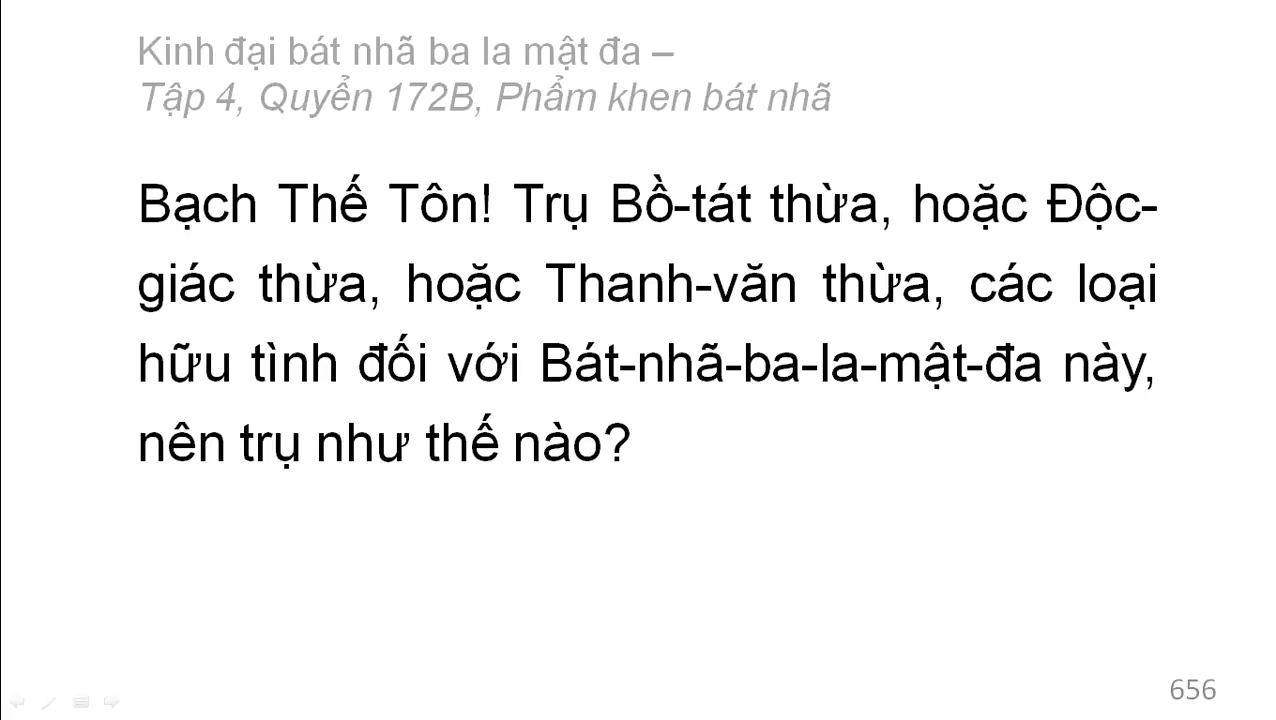 Kinh đại bát nhã ba la mật đa –
Tập 4, Quyển 172B, Phẩm khen bát nhã
Bạch Thế Tôn! Trụ Bồ-tát thừa, hoặc Độc-
giác thừa, hoặc Thanh-văn thừa, các loại
hữu tình đối với Bát-nhã-ba-la-mật-đa này,
nên trụ như thế nào?
656